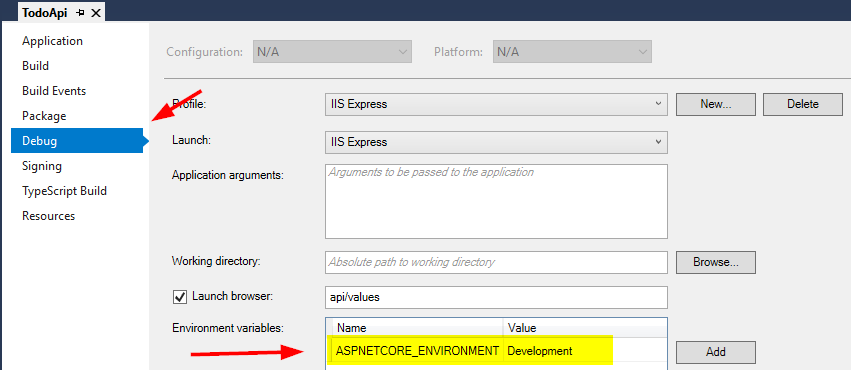 TodoApi
Application
Build
Build Events
Package
Debug
Signing
TypeScript Build
Resources
Configuration: N/A Platform: N/A
Profile: IIS Express New... Delete
Launch: IIS Express
Application arguments: Arguments to be passed to the application
Working directory: Absolute path to working directory Browse...
Launch browser: api/values
Environment variables: Name Value
ASPNETCORE_ENVIRONMENT Development Add